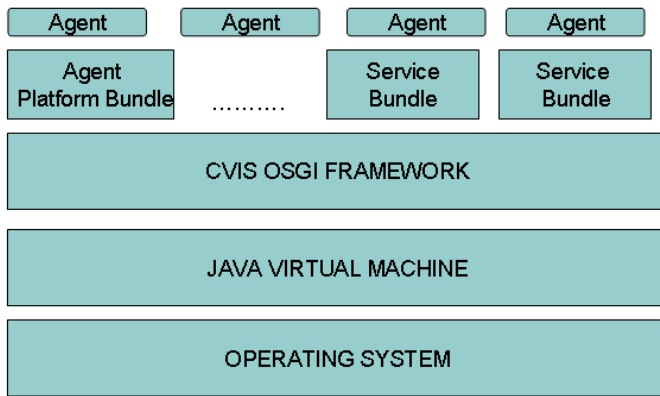 Agent Agent Agent Agent
Agent Platform Bundle
..........
Service Bundle
Service Bundle
CVIS OSGI FRAMEWORK
JAVA VIRTUAL MACHINE
OPERATING SYSTEM